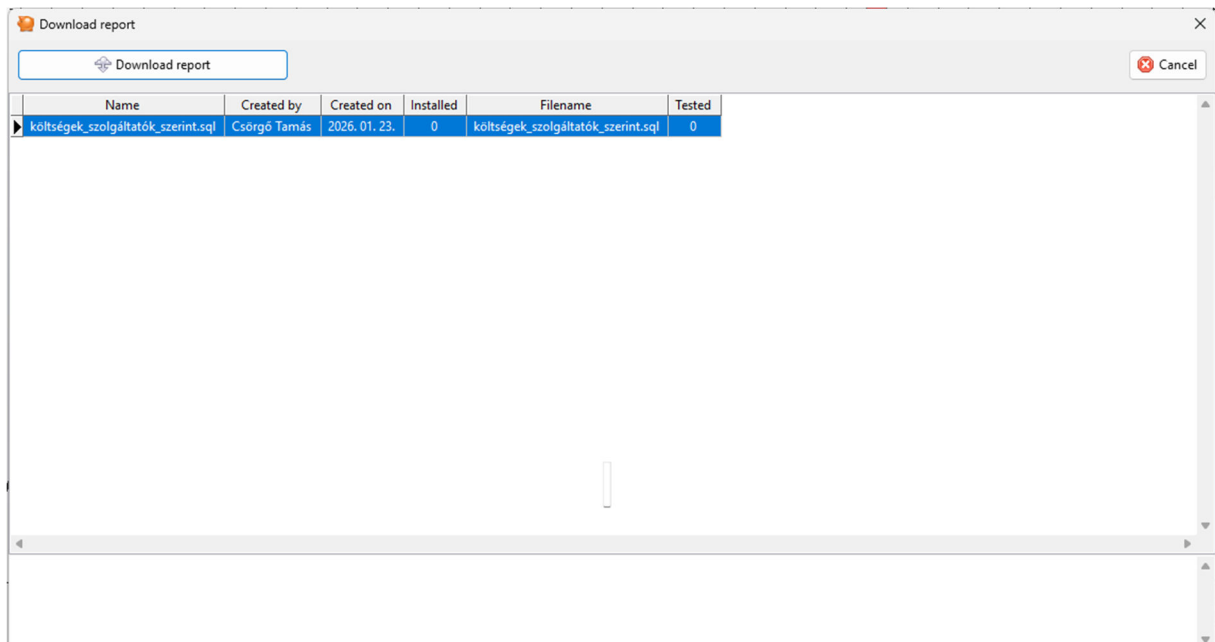 Download report
Download report
Cancel
Name Created by Created on Installed Filename Tested
költségek_szolgáltatók_szerint.sql Csörgő Tamás 2026. 01. 23. 0 költségek_szolgáltatók_szerint.sql 0